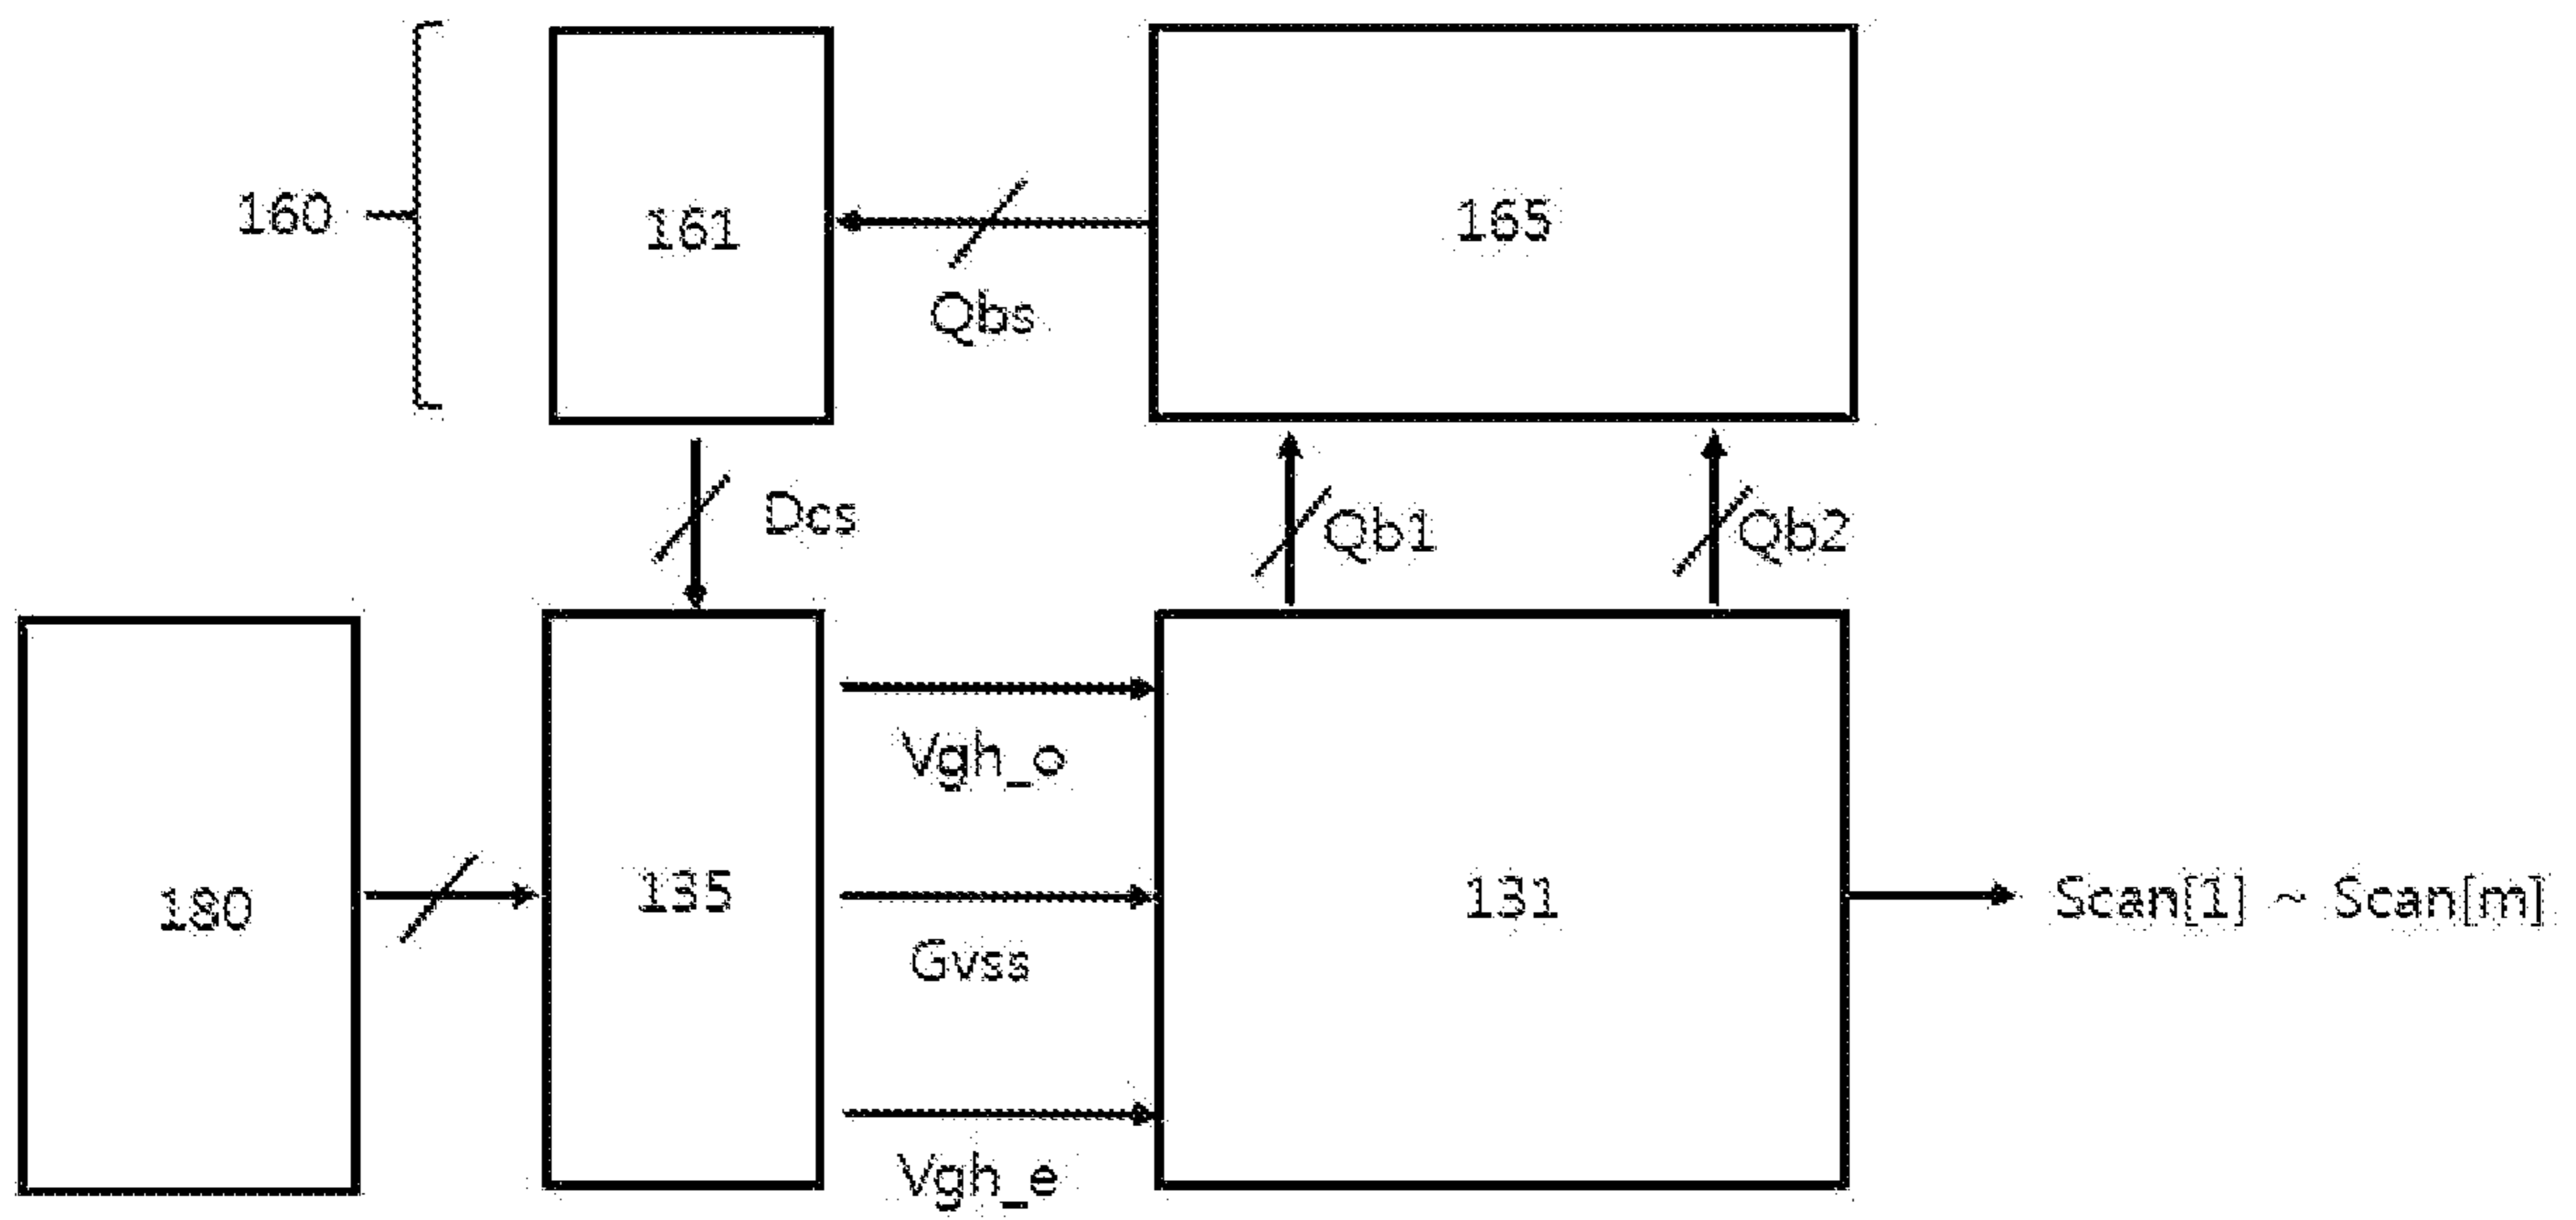 160
161
165
Qbs
Dcs
Qb1
Qb2
180
135
131
Vgh_o
Gvss
Vgh_e
Scan[1] ~ Scan[m]